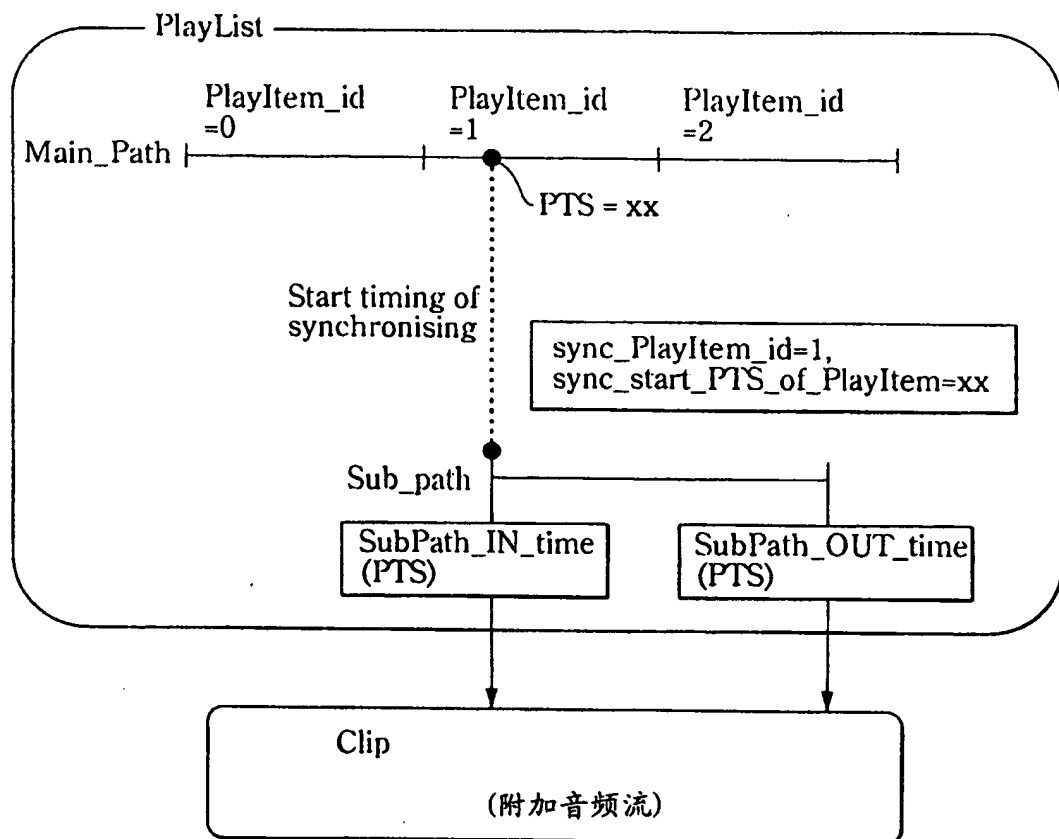 PlayList
PlayItem_id
=0
PlayItem_id
=1
PlayItem_id
=2
Main_Path
PTS = xx
Start timing of
synchronising
sync_PlayItem_id=1,
sync_start_PTS_of_PlayItem=xx
Sub_path
SubPath_IN_time
(PTS)
SubPath_OUT_time
(PTS)
Clip
(附加音频流)